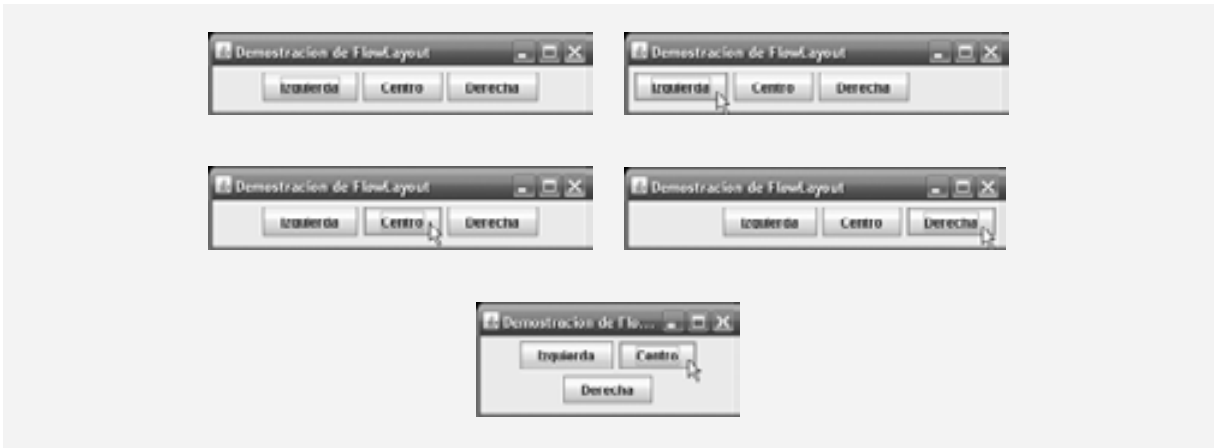 Demostracion de FlowLayout
Izquierda Centro Derecha
Demostracion de FlowLayout
Izquierda Centro Derecha
Demostracion de FlowLayout
Izquierda Centro Derecha
Demostracion de FlowLayout
Izquierda Centro Derecha
Demostracion de Flo...
Izquierda Centro
Derecha